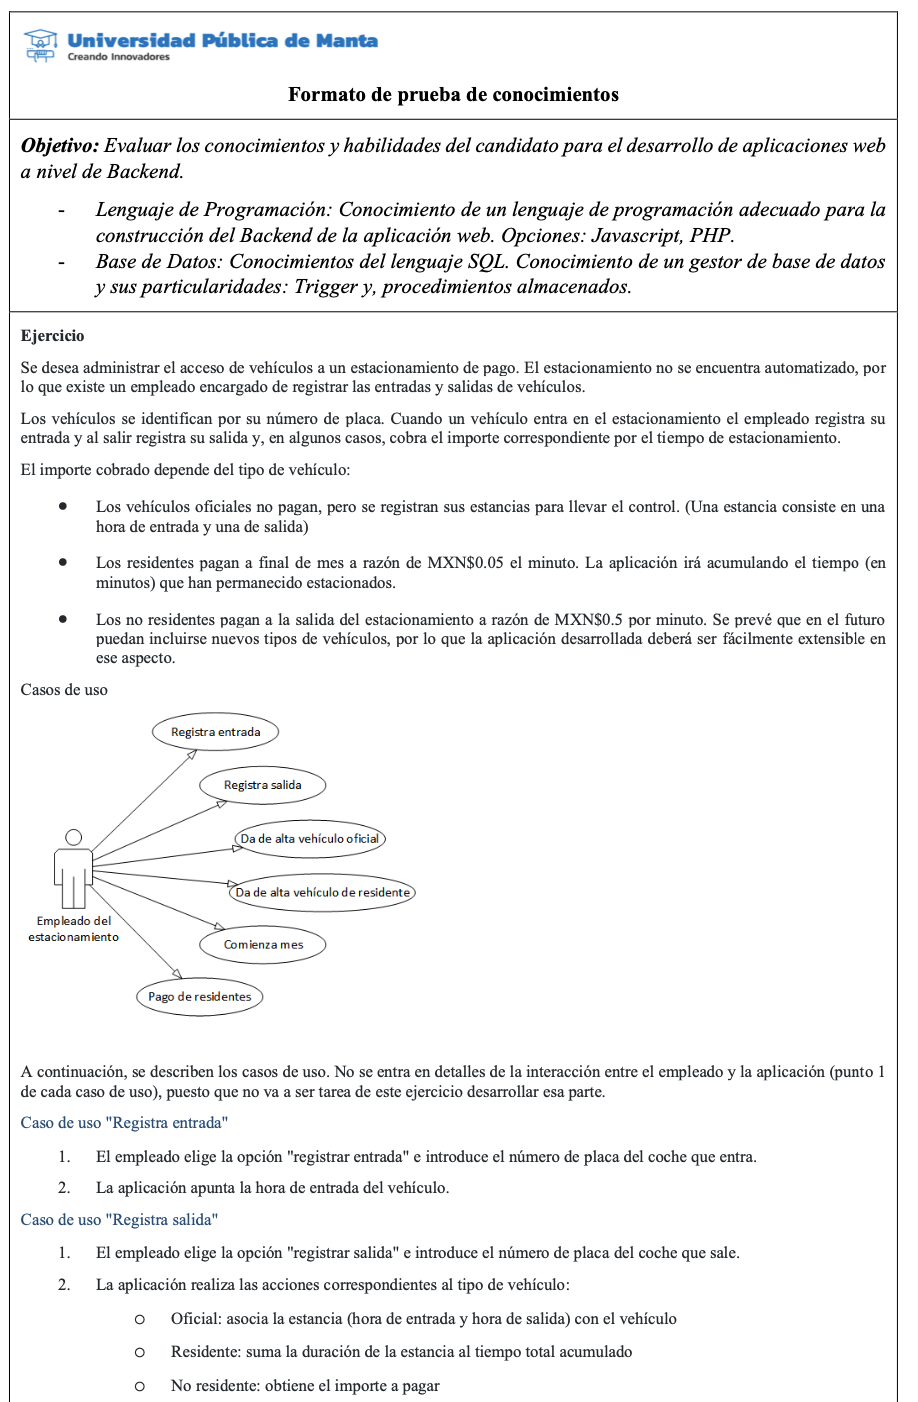 Universidad Pública de Manta
Creando Innovadores
Formato de prueba de conocimientos
Objetivo: Evaluar los conocimientos y habilidades del candidato para el desarrollo de aplicaciones web
a nivel de Backend.
- Lenguaje de Programación: Conocimiento de un lenguaje de programación adecuado para la
construcción del Backend de la aplicación web. Opciones: Javascript, PHP.
- Base de Datos: Conocimientos del lenguaje SQL. Conocimiento de un gestor de base de datos
y sus particularidades: Trigger y, procedimientos almacenados.
Ejercicio
Se desea administrar el acceso de vehículos a un estacionamiento de pago. El estacionamiento no se encuentra automatizado, por
lo que existe un empleado encargado de registrar las entradas y salidas de vehículos.
Los vehículos se identifican por su número de placa. Cuando un vehículo entra en el estacionamiento el empleado registra su
entrada y al salir registra su salida y, en algunos casos, cobra el importe correspondiente por el tiempo de estacionamiento.
El importe cobrado depende del tipo de vehículo:
● Los vehículos oficiales no pagan, pero se registran sus estancias para llevar el control. (Una estancia consiste en una
hora de entrada y una de salida)
● Los residentes pagan a final de mes a razón de MXN$0.05 el minuto. La aplicación irá acumulando el tiempo (en
minutos) que han permanecido estacionados.
● Los no residentes pagan a la salida del estacionamiento a razón de MXN$0.5 por minuto. Se prevé que en el futuro
puedan incluirse nuevos tipos de vehículos, por lo que la aplicación desarrollada deberá ser fácilmente extensible en
ese aspecto.
Casos de uso
Registra entrada
Registra salida
Da de alta vehículo oficial
Da de alta vehículo de residente
Empleado del
estacionamiento
Comienza mes
Pago de residentes
A continuación, se describen los casos de uso. No se entra en detalles de la interacción entre el empleado y la aplicación (punto 1
de cada caso de uso), puesto que no va a ser tarea de este ejercicio desarrollar esa parte.
Caso de uso "Registra entrada"
1. El empleado elige la opción "registrar entrada" e introduce el número de placa del coche que entra.
2. La aplicación apunta la hora de entrada del vehículo.
Caso de uso "Registra salida"
1. El empleado elige la opción "registrar salida" e introduce el número de placa del coche que sale.
2. La aplicación realiza las acciones correspondientes al tipo de vehículo:
○ Oficial: asocia la estancia (hora de entrada y hora de salida) con el vehículo
○ Residente: suma la duración de la estancia al tiempo total acumulado
○ No residente: obtiene el importe a pagar